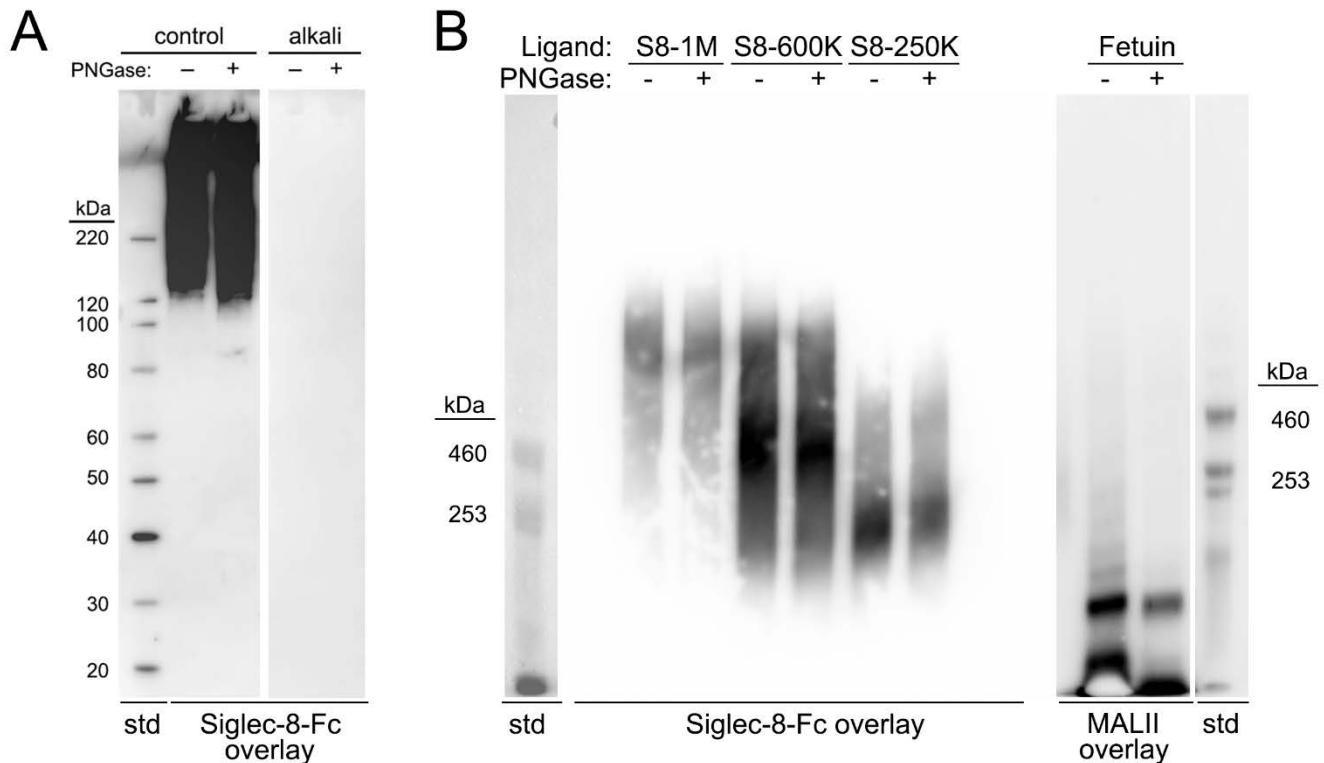 A
control alkali
PNGase: – + – +
kDa
220
120
100
80
60
50
40
30
20
std Siglec-8-Fc
overlay
B
Ligand: S8-1M S8-600K S8-250K Fetuin
PNGase: - + - + - + - +
kDa
460
253
kDa
460
253
std Siglec-8-Fc overlay MALII
overlay std